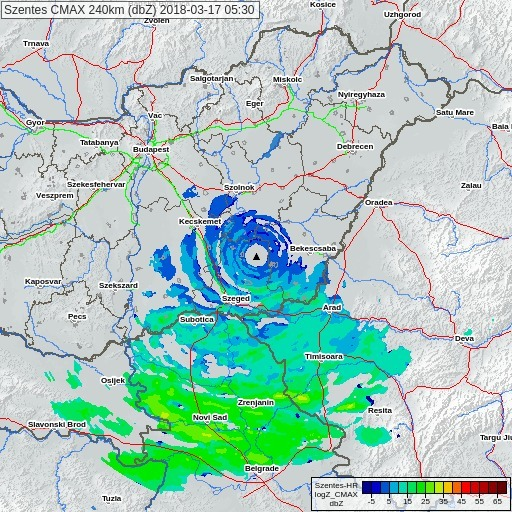 Szentes CMAX 240km (dbZ) 2018-03-17 05:30
Kosice
Uzhgorod
Zvolen
Trnava
Salgotarjan
Miskolc
Nyiregyhaza
Eger
Vac
Gyor
Satu Mare
Baia
Tatabanya
Budapest
Debrecen
Szekesfehervar
Szolnok
Zalau
Veszprem
Oradea
Kecskemet
Bekescsaba
Kaposvar
Szekszard
Szeged
Arad
Pecs
Subotica
Deva
Timisoara
Osijek
Zrenjanin
Resita
Novi Sad
Slavonski Brod
Targu Jiu
Belgrade
Tuzla
Szentes-HR
logZ_CMAX
dbZ
-5 5 15 25 35 45 55 65